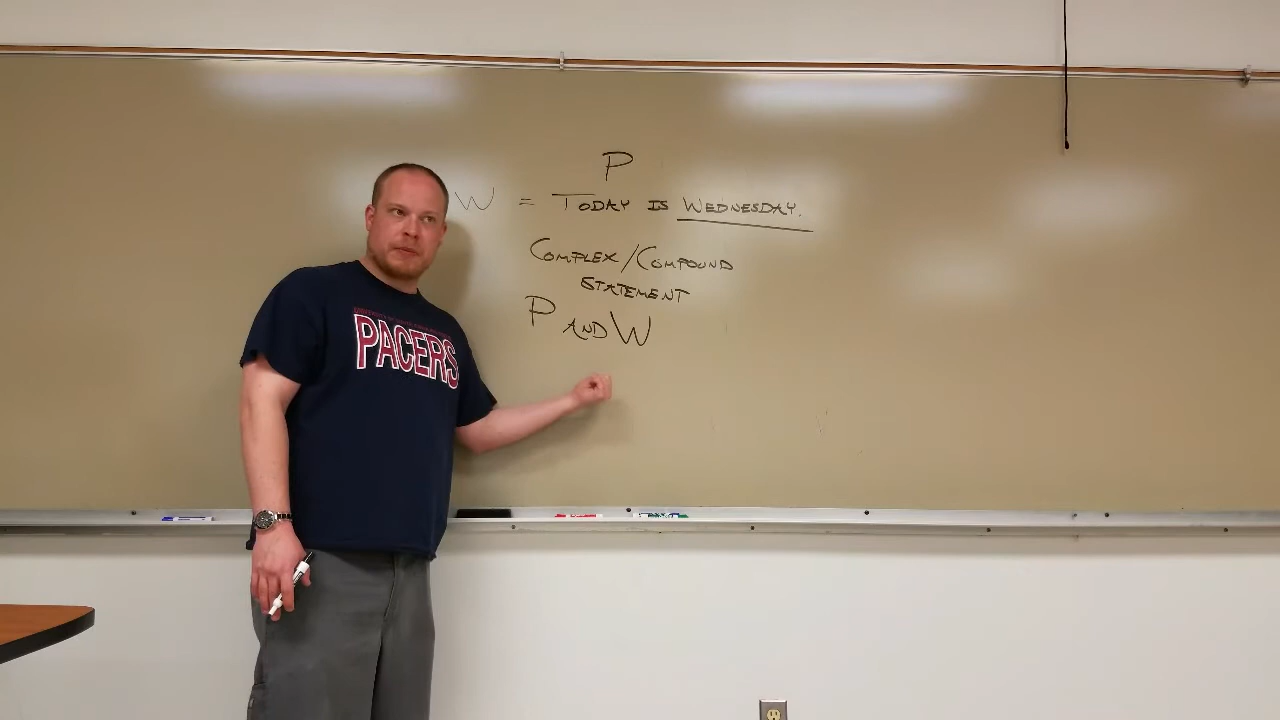 P
W = TODAY IS WEDNESDAY.
COMPLEX/COMPOUND
STATEMENT
P AND W
PACERS